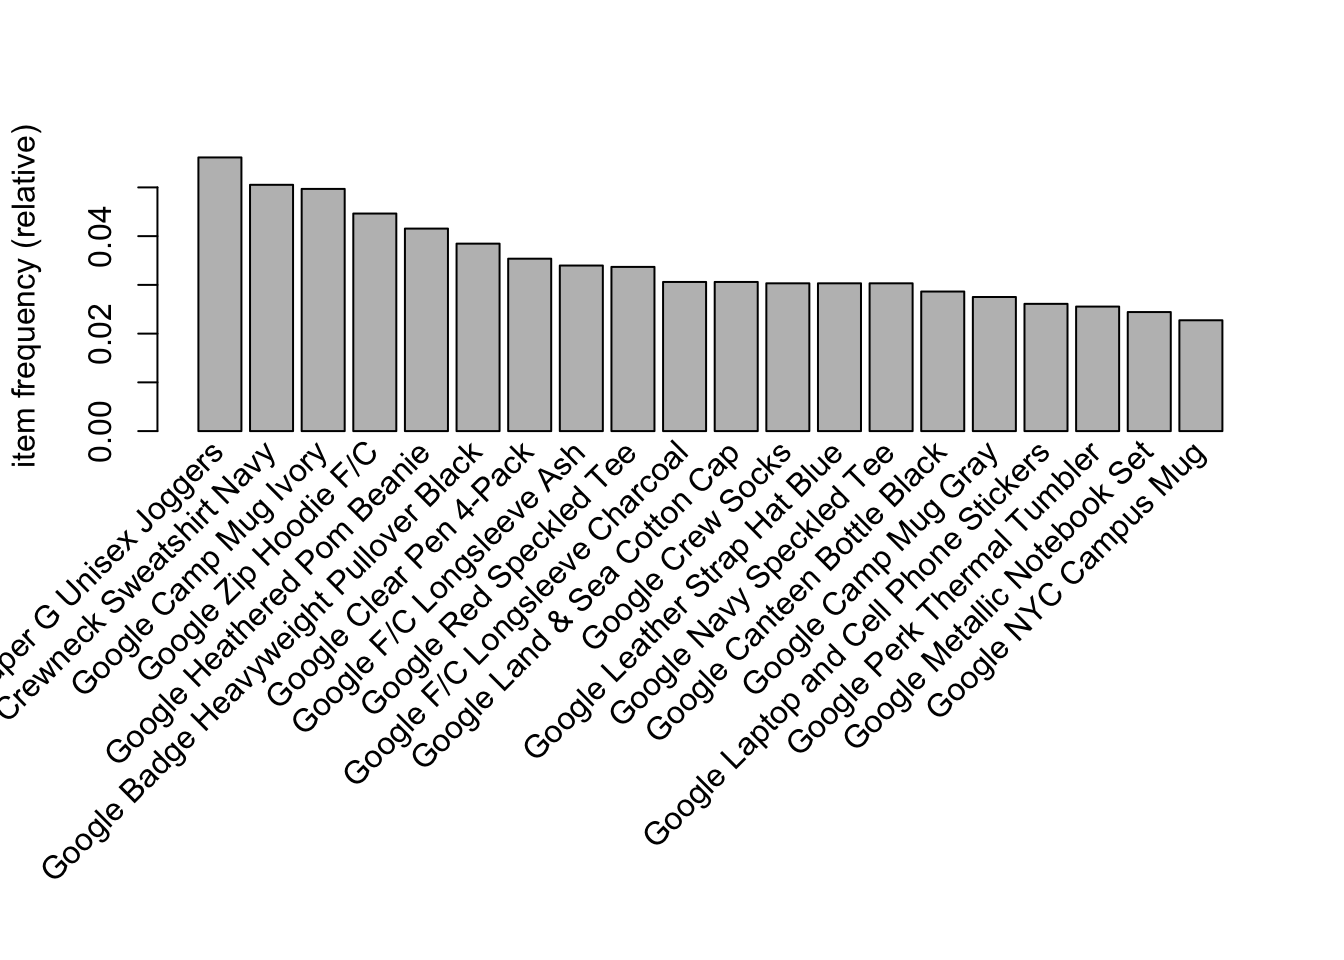 item frequency (relative)
0.04
0.02
0.00
G Unisex Joggers
Crewneck Sweatshirt Navy
Google Camp Mug Ivory
Google Zip Hoodie F/C
Google Heathered Pom Beanie
Google Badge Heavyweight Pullover Black
Google Clear Pen 4-Pack
Google F/C Longsleeve Ash
Google Red Speckled Tee
Google F/C Longsleeve Charcoal
Google Land & Sea Cotton Cap
Google Crew Socks
Google Leather Strap Hat Blue
Google Navy Speckled Tee
Google Canteen Bottle Black
Google Camp Mug Gray
Google Laptop and Cell Phone Stickers
Google Perk Thermal Tumbler
Google Metallic Notebook Set
Google NYC Campus Mug